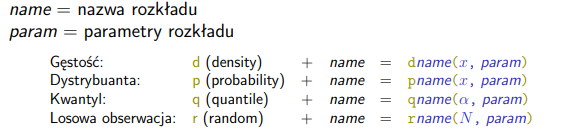 name = nazwa rozkładu
param = parametry rozkładu
Gęstość: d (density) + name = dname(x, param)
Dystrybuanta: p (probability) + name = pname(x, param)
Kwantyl: q (quantile) + name = qname(α, param)
Losowa obserwacja: r (random) + name = rname(N, param)